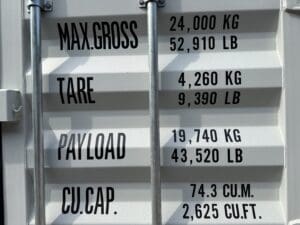 MAX.GROSS 24,000 KG
52,910 LB
TARE 4,260 KG
9,390 LB
PAYLOAD 19,740 KG
43,520 LB
CU.CAP. 74.3 CU.M.
2,625 CU.FT.